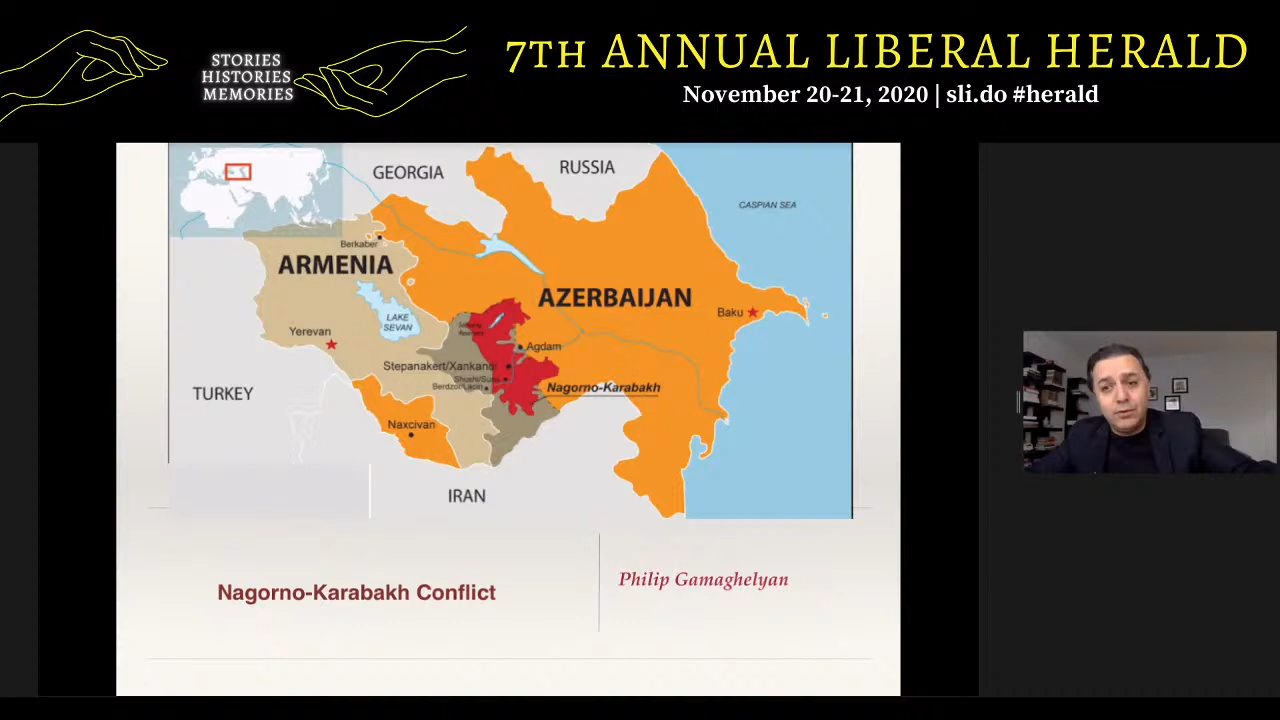 STORIES
HISTORIES
MEMORIES
7TH ANNUAL LIBERAL HERALD
November 20-21, 2020 | sli.do #herald
GEORGIA
RUSSIA
CASPIAN SEA
Berkaber
ARMENIA
AZERBAIJAN
LAKE
SEVAN
Baku
Yerevan
Agdam
Stepanakert/Xankandi
Nagorno-Karabakh
TURKEY
Naxcivan
IRAN
Nagorno-Karabakh Conflict
Philip Gamaghelyan